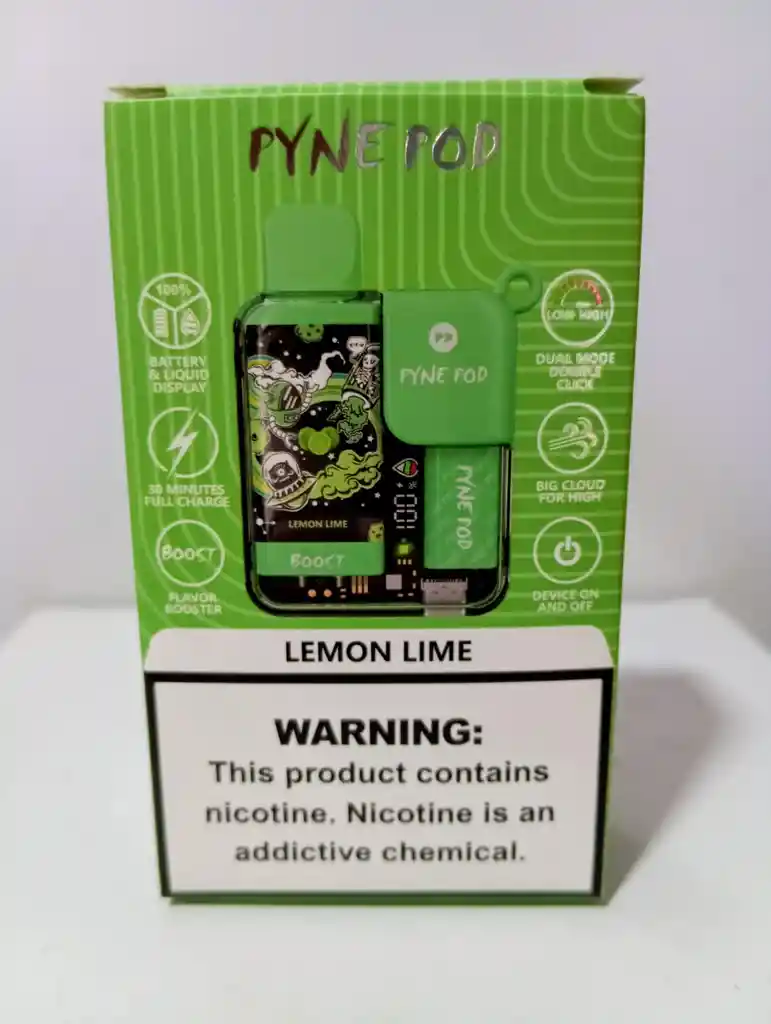 PYNE POD
100%
BATTERY
& LIQUID
DISPLAY
30 MINUTES
FULL CHARGE
BOOST
FLAVOR
BOOSTER
LEMON LIME
BOOST
PYNE POD
100%
PYNE POD
LOW HIGH
DUAL MODE
DOUBLE
CLICK
BIG CLOUD
FOR HIGH
DEVICE ON
AND OFF
LEMON LIME
WARNING:
This product contains
nicotine. Nicotine is an
addictive chemical.